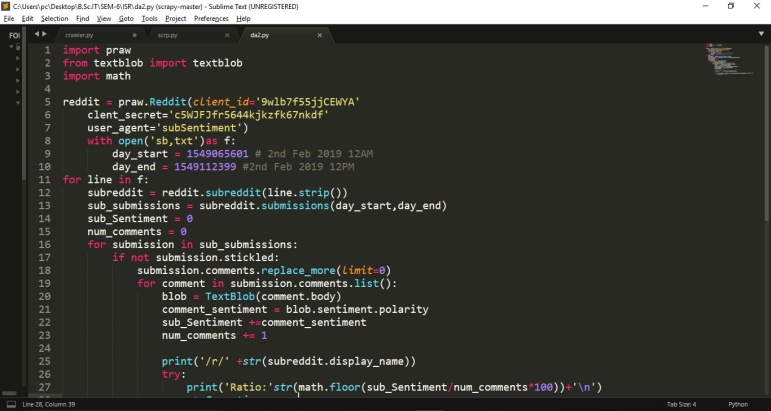 C:\Users\pc\Desktop\B.Sc.IT\SEM-6\ISR\da2.py (scrapy-master) - Sublime Text (UNREGISTERED)
File Edit Selection Find View Goto Tools Project Preferences Help
FOI
crawler.py scrp.py da2.py
1 import praw
2 from textblob import textblob
3 import math
4
5 reddit = praw.Reddit(client_id='9wlb7f55jjCEWYA'
6 clent_secret='c5WJFJfr5644kjkzfk67nkdf'
7 user_agent='subSentiment')
8 with open('sb,txt')as f:
9 day_start = 1549065601 # 2nd Feb 2019 12AM
10 day_end = 1549112399 #2nd Feb 2019 12PM
11 for line in f:
12 subreddit = reddit.subreddit(line.strip())
13 sub_submissions = subreddit.submissions(day_start,day_end)
14 sub_Sentiment = 0
15 num_comments = 0
16 for submission in sub_submissions:
17 if not submission.stickled:
18 submission.comments.replace_more(limit=0)
19 for comment in submission.comments.list():
20 blob = TextBlob(comment.body)
21 comment_sentiment = blob.sentiment.polarity
22 sub_Sentiment +=comment_sentiment
23 num_comments += 1
24
25 print('/r/' +str(subreddit.display_name))
26 try:
27 print('Ratio:'str(math.floor(sub_Sentiment/num_comments*100))+'\n')
Line 28, Column 39 Tab Size: 4 Python